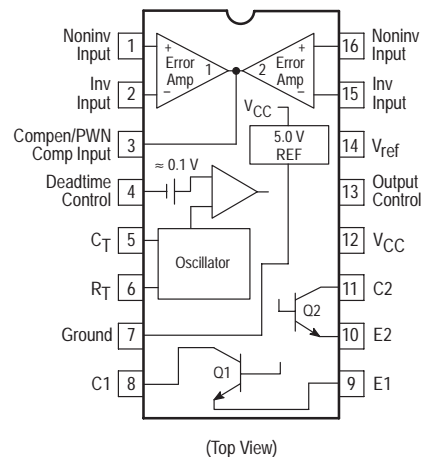 Noninv
Input
1
+
Error
Amp
1
2
+
Error
Amp
16
Noninv
Input
Inv
Input
2
–
–
15
Inv
Input
Compen/PWN
Comp Input
3
VCC
5.0 V
REF
14
Vref
≈ 0.1 V
Deadtime
Control
4
13
Output
Control
CT
5
Oscillator
12
VCC
RT
6
11
C2
Q2
Ground
7
10
E2
C1
8
Q1
9
E1
(Top View)